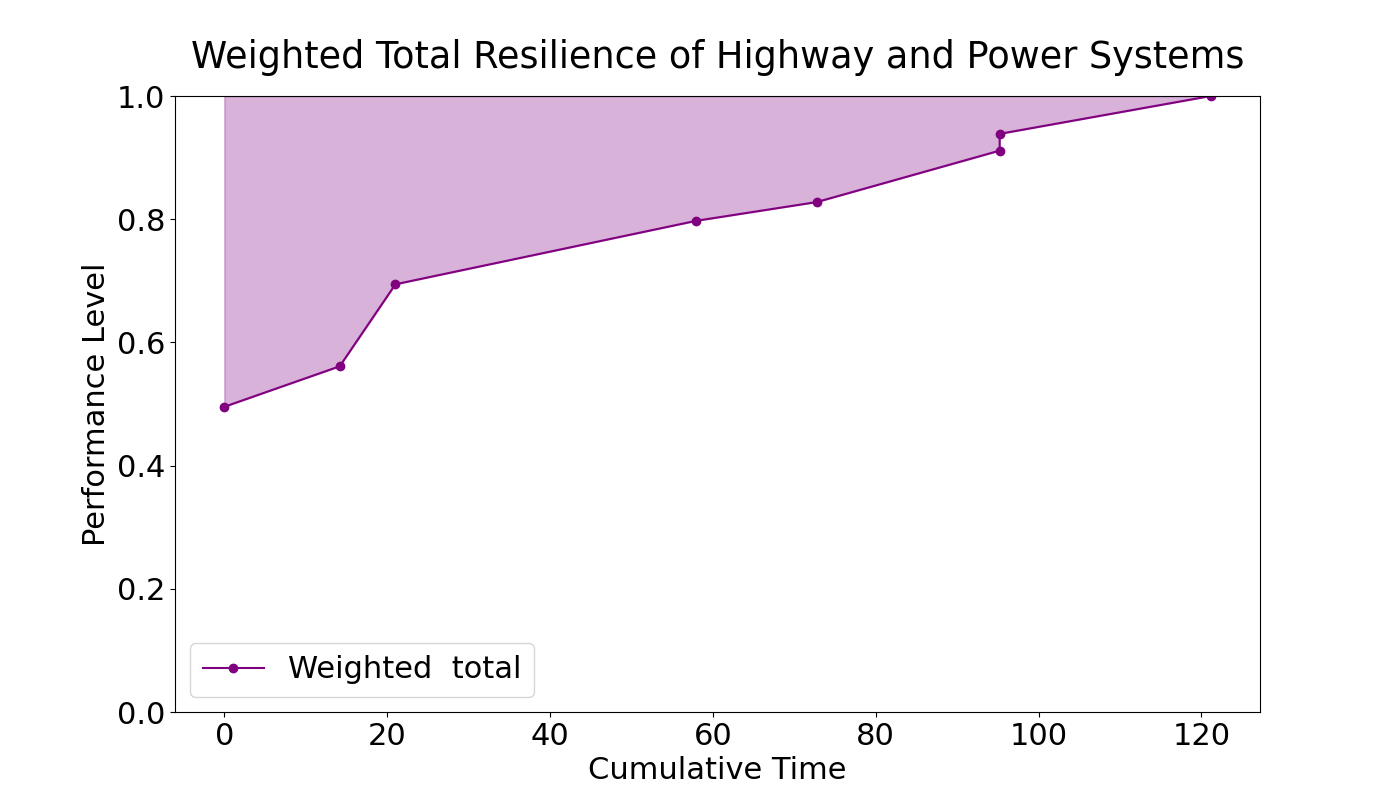 Weighted Total Resilience of Highway and Power Systems
1.0
0.8
0.6
0.4
0.2
0.0
Performance Level
Weighted  total
0 20 40 60 80 100 120
Cumulative Time